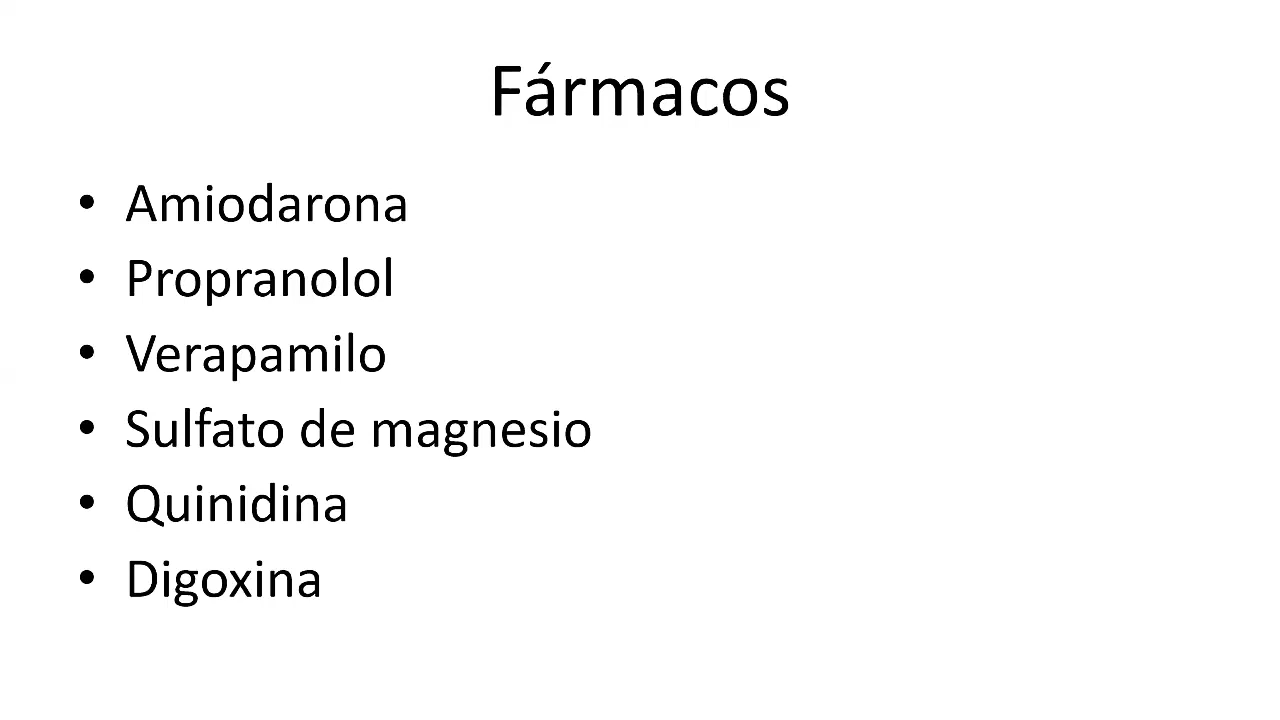 Fármacos
• Amiodarona
• Propranolol
• Verapamilo
• Sulfato de magnesio
• Quinidina
• Digoxina